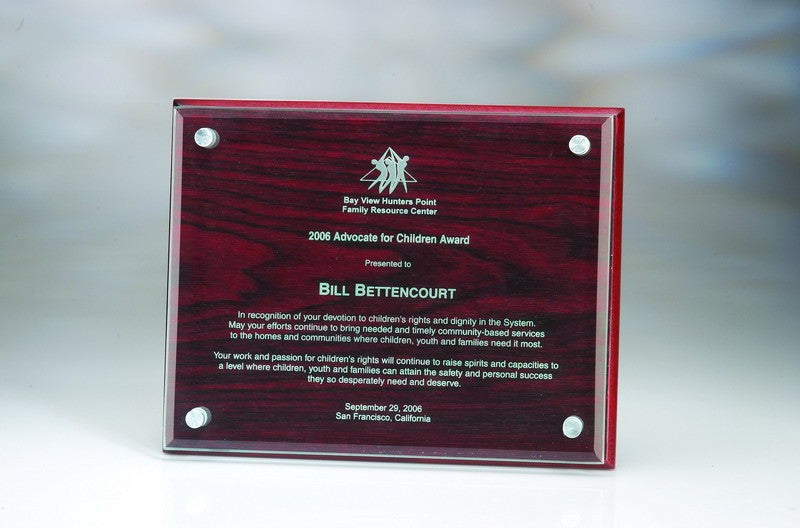 Bay View Hunters Point
Family Resource Center
2006 Advocate for Children Award
Presented to
BILL BETTENCOURT
In recognition of your devotion to children's rights and dignity in the System.
May your efforts continue to bring needed and timely community-based services
to the homes and communities where children, youth and families need it most.
Your work and passion for children's rights will continue to raise spirits and capacities to
a level where children, youth and families can attain the safety and personal success
they so desperately need and deserve.
September 29, 2006
San Francisco, California